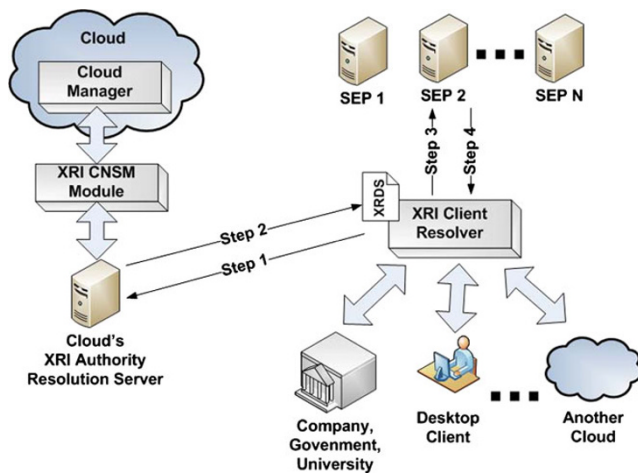 Cloud
Cloud
Manager
XRI CNSM
Module
Cloud's
XRI Authority
Resolution Server
Step 2
Step 1
SEP 1
SEP 2
SEP N
Step 3
Step 4
XRDS
XRI Client
Resolver
Company,
Govenment,
University
Desktop
Client
Another
Cloud